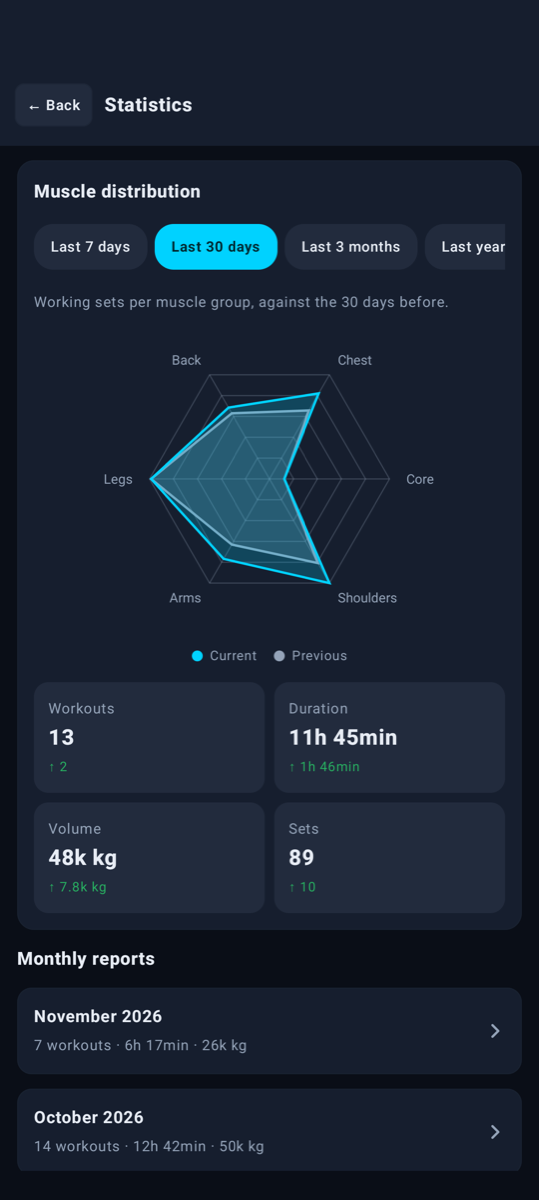 ← Back
Statistics
Muscle distribution
Last 7 days
Last 30 days
Last 3 months
Last year
Working sets per muscle group, against the 30 days before.
Back
Chest
Legs
Core
Arms
Shoulders
Current
Previous
Workouts
13
↑ 2
Duration
11h 45min
↑ 1h 46min
Volume
48k kg
↑ 7.8k kg
Sets
89
↑ 10
Monthly reports
November 2026
7 workouts · 6h 17min · 26k kg
October 2026
14 workouts · 12h 42min · 50k kg